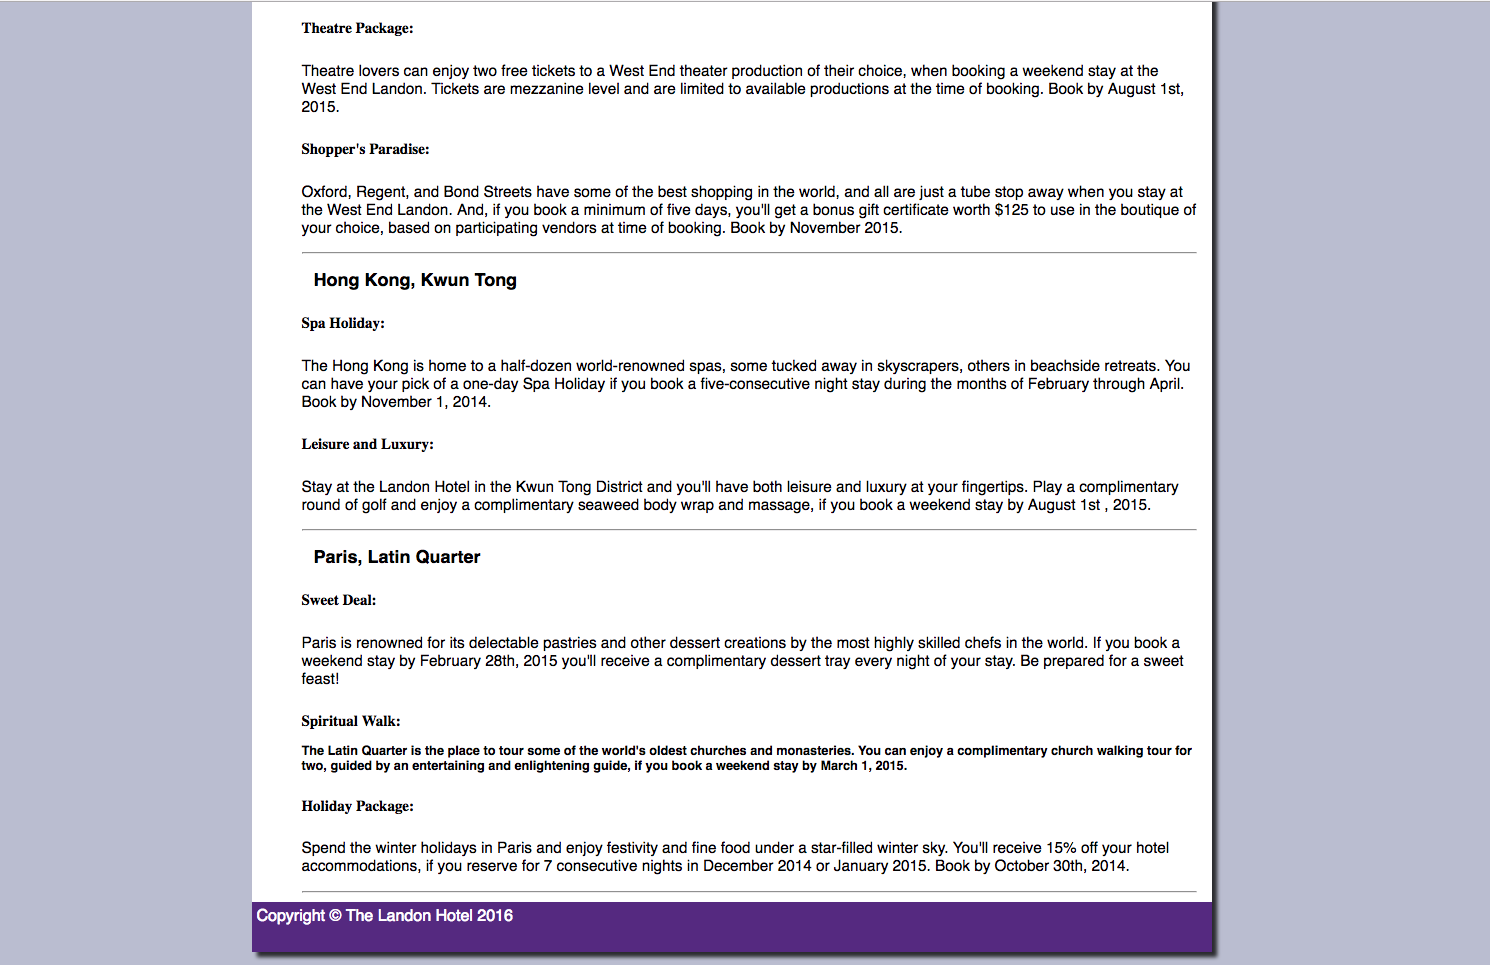 Theatre Package:
Theatre lovers can enjoy two free tickets to a West End theater production of their choice, when booking a weekend stay at the
West End Landon. Tickets are mezzanine level and are limited to available productions at the time of booking. Book by August 1st,
2015.
Shopper's Paradise:
Oxford, Regent, and Bond Streets have some of the best shopping in the world, and all are just a tube stop away when you stay at
the West End Landon. And, if you book a minimum of five days, you'll get a bonus gift certificate worth $125 to use in the boutique of
your choice, based on participating vendors at time of booking. Book by November 2015.
Hong Kong, Kwun Tong
Spa Holiday:
The Hong Kong is home to a half-dozen world-renowned spas, some tucked away in skyscrapers, others in beachside retreats. You
can have your pick of a one-day Spa Holiday if you book a five-consecutive night stay during the months of February through April.
Book by November 1, 2014.
Leisure and Luxury:
Stay at the Landon Hotel in the Kwun Tong District and you'll have both leisure and luxury at your fingertips. Play a complimentary
round of golf and enjoy a complimentary seaweed body wrap and massage, if you book a weekend stay by August 1st , 2015.
Paris, Latin Quarter
Sweet Deal:
Paris is renowned for its delectable pastries and other dessert creations by the most highly skilled chefs in the world. If you book a
weekend stay by February 28th, 2015 you'll receive a complimentary dessert tray every night of your stay. Be prepared for a sweet
feast!
Spiritual Walk:
The Latin Quarter is the place to tour some of the world's oldest churches and monasteries. You can enjoy a complimentary church walking tour for
two, guided by an entertaining and enlightening guide, if you book a weekend stay by March 1, 2015.
Holiday Package:
Spend the winter holidays in Paris and enjoy festivity and fine food under a star-filled winter sky. You'll receive 15% off your hotel
accommodations, if you reserve for 7 consecutive nights in December 2014 or January 2015. Book by October 30th, 2014.
Copyright © The Landon Hotel 2016